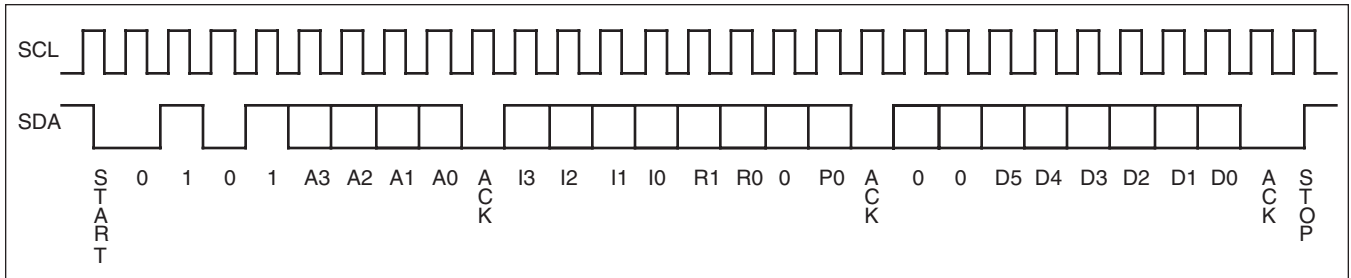 SCL
SDA
START 0 1 0 1 A3 A2 A1 A0 ACK I3 I2 I1 I0 R1 R0 0 P0 ACK 0 0 D5 D4 D3 D2 D1 D0 ACK STOP